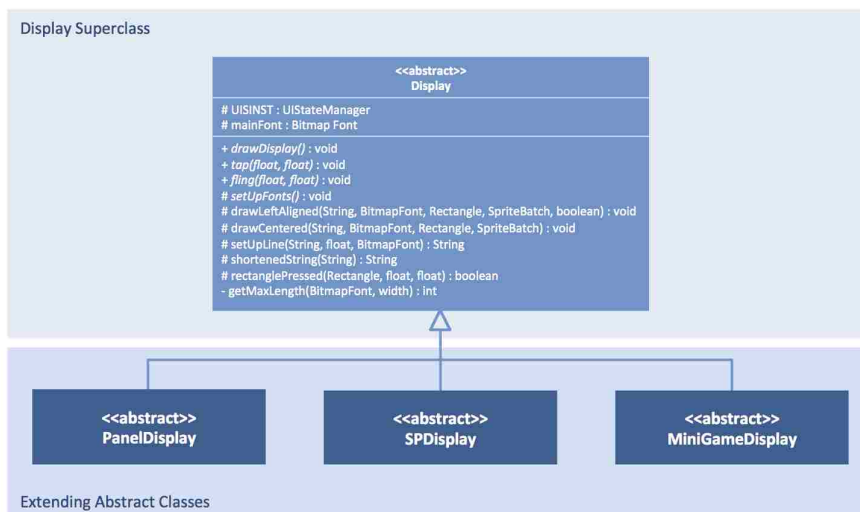 Display Superclass
<<abstract>>
Display
# UISINST : UIStateManager
# mainFont : Bitmap Font
+ drawDisplay() : void
+ tap(float, float) : void
+ fling(float, float) : void
# setUpFonts() : void
# drawLeftAligned(String, BitmapFont, Rectangle, SpriteBatch, boolean) : void
# drawCentered(String, BitmapFont, Rectangle, SpriteBatch) : void
# setUpLine(String, float, BitmapFont) : String
# shortenedString(String) : String
# rectanglePressed(Rectangle, float, float) : boolean
- getMaxLength(BitmapFont, width) : int
<<abstract>>
PanelDisplay
<<abstract>>
SPDisplay
<<abstract>>
MiniGameDisplay
Extending Abstract Classes